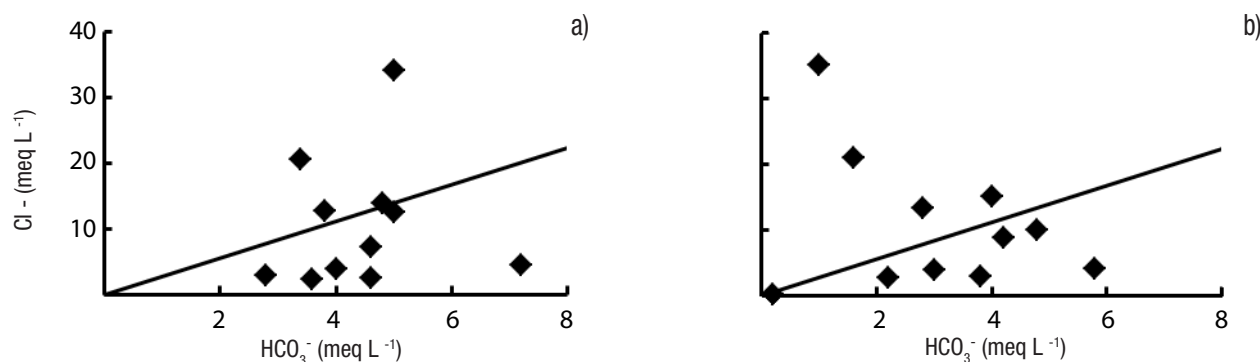 a)
40
30
20
10
Cl - (meq L ⁻¹)
2 4 6 8
HCO₃⁻ (meq L ⁻¹)
b)
2 4 6 8
HCO₃⁻ (meq L ⁻¹)